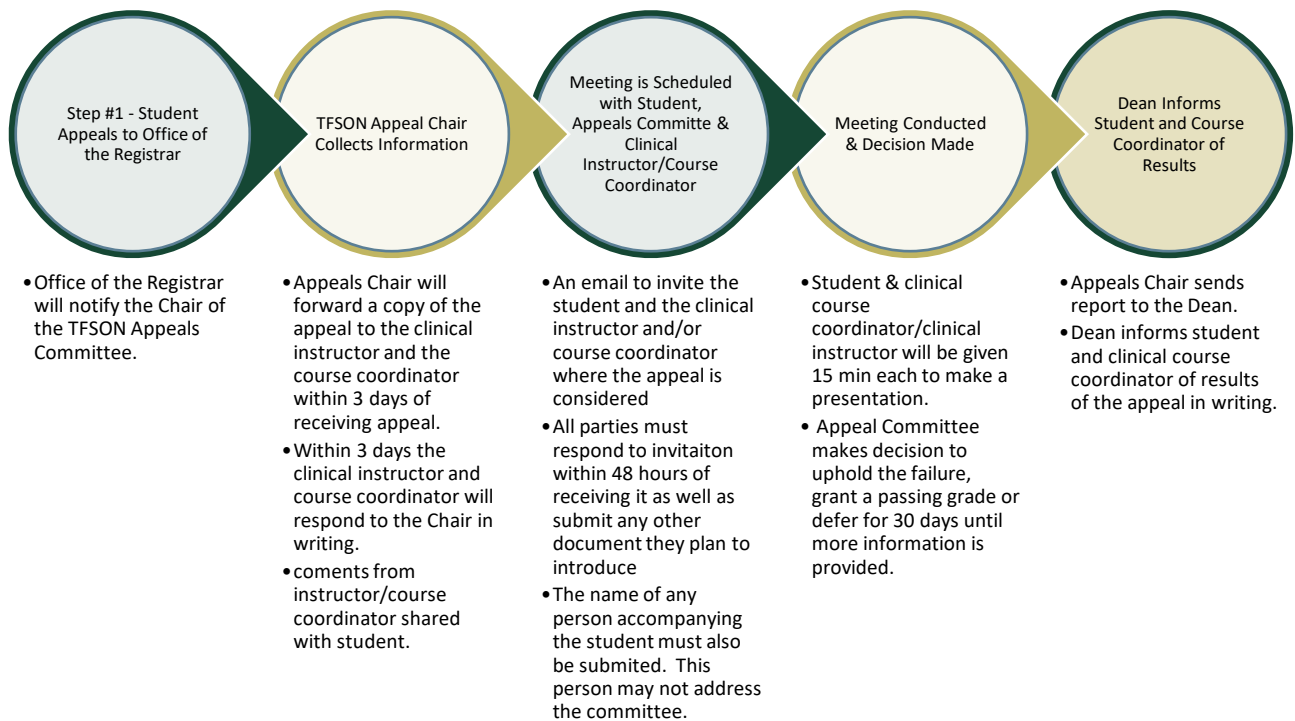 Step #1 - Student
Appeals to Office of
the Registrar
TFSON Appeal Chair
Collects Information
Meeting is Scheduled
with Student,
Appeals Committe &
Clinical
Instructor/Course
Coordinator
Meeting Conducted
& Decision Made
Dean Informs
Student and Course
Coordinator of
Results
•Office of the Registrar
will notify the Chair of
the TFSON Appeals
Committee.
•Appeals Chair will
forward a copy of the
appeal to the clinical
instructor and the
course coordinator
within 3 days of
receiving appeal.
•Within 3 days the
clinical instructor and
course coordinator will
respond to the Chair in
writing.
•coments from
instructor/course
coordinator shared
with student.
•An email to invite the
student and the clinical
instructor and/or
course coordinator
where the appeal is
considered
•All parties must
respond to invitaiton
within 48 hours of
receiving it as well as
submit any other
document they plan to
introduce
•The name of any
person accompanying
the student must also
be submited.  This
person may not address
the committee.
•Student & clinical
course
coordinator/clinical
instructor will be given
15 min each to make a
presentation.
• Appeal Committee
makes decision to
uphold the failure,
grant a passing grade or
defer for 30 days until
more information is
provided.
•Appeals Chair sends
report to the Dean.
•Dean informs student
and clinical course
coordinator of results
of the appeal in writing.